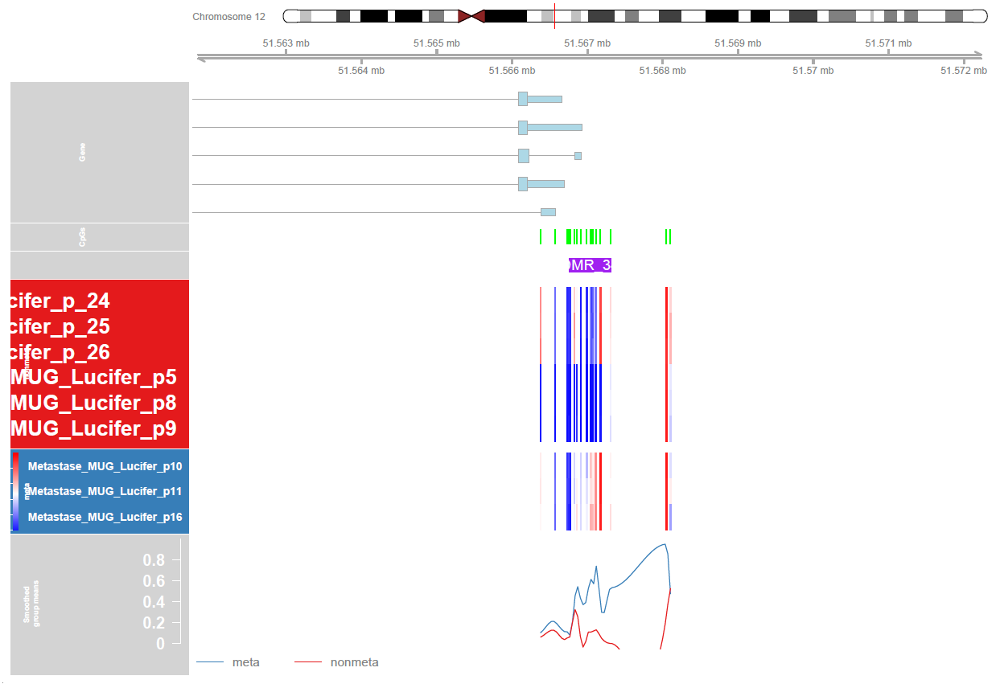 Chromosome 12
51.563 mb 51.565 mb 51.567 mb 51.569 mb 51.571 mb
51.564 mb 51.566 mb 51.568 mb 51.57 mb 51.572 mb
Gene
CpGs
DMR_3
cifer_p_24
cifer_p_25
cifer_p_26
MUG_Lucifer_p5
MUG_Lucifer_p8
MUG_Lucifer_p9
Metastase_MUG_Lucifer_p10
meta
Metastase_MUG_Lucifer_p11
Metastase_MUG_Lucifer_p16
Smoothed
group means
0.8
0.6
0.4
0.2
0
meta nonmeta